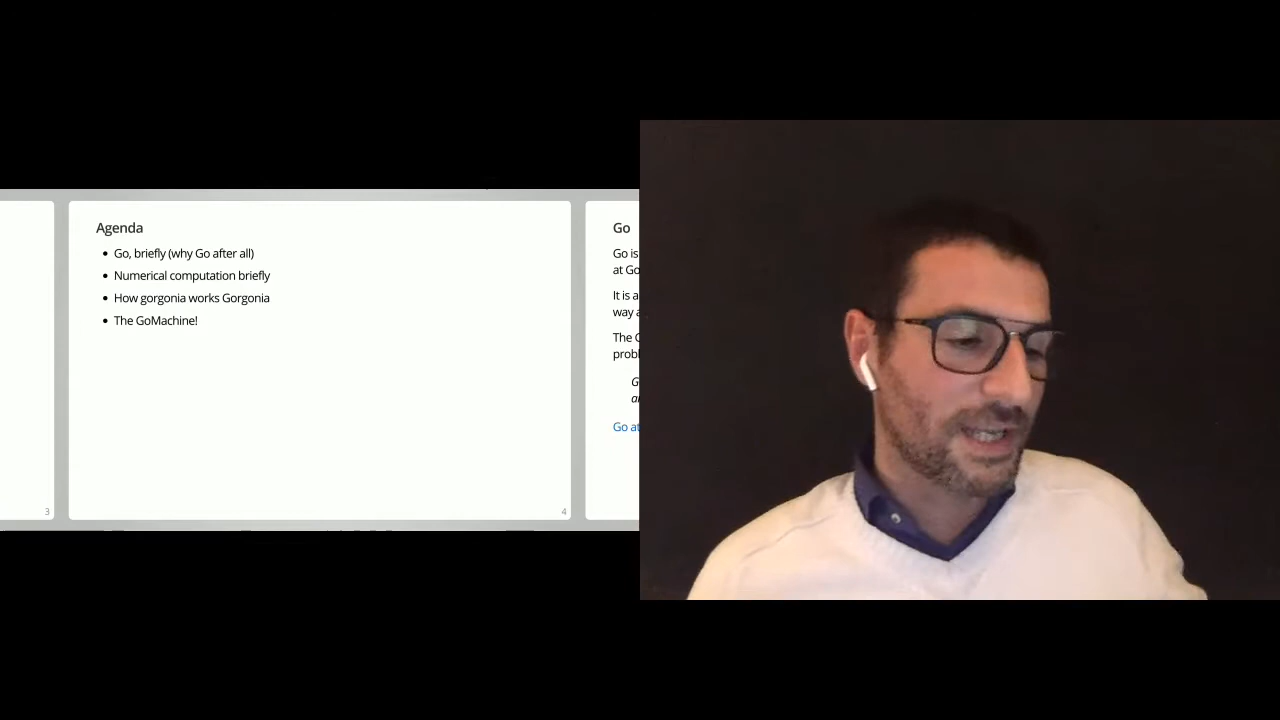 Agenda
Go, briefly (why Go after all)
Numerical computation briefly
How gorgonia works Gorgonia
The GoMachine!
3
4
Go
Go is
at Go
It is a
way a
The
Go at